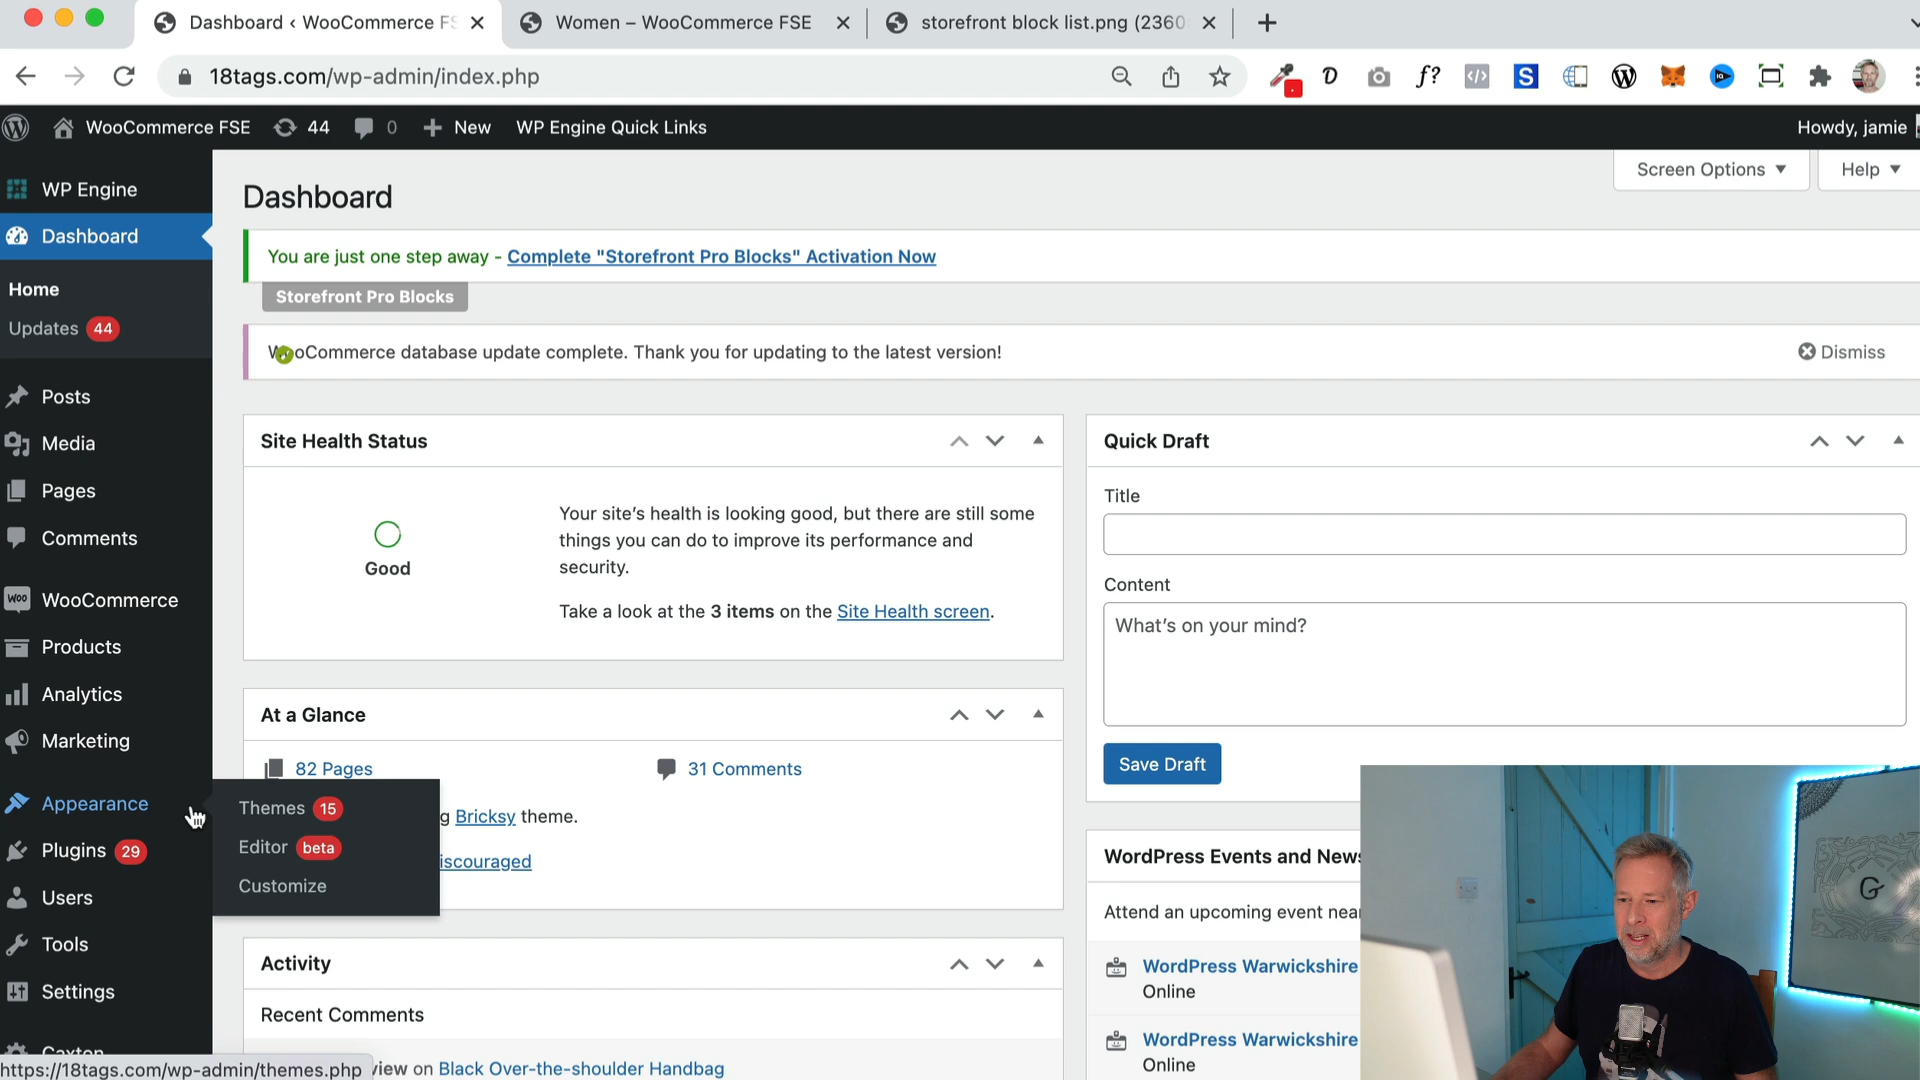 Dashboard ‹ WooCommerce FS
Women – WooCommerce FSE
storefront block list.png (2360
18tags.com/wp-admin/index.php
WooCommerce FSE
44
0
New
WP Engine Quick Links
Howdy, jamie
WP Engine
Dashboard
Home
Updates 44
Posts
Media
Pages
Comments
WooCommerce
Products
Analytics
Marketing
Appearance
Plugins 29
Users
Tools
Settings
Caxton
Themes 15
Editor beta
Customize
Screen Options
Help
Dashboard
You are just one step away - Complete "Storefront Pro Blocks" Activation Now
Storefront Pro Blocks
WooCommerce database update complete. Thank you for updating to the latest version!
Dismiss
Site Health Status
Good
Your site's health is looking good, but there are still some
things you can do to improve its performance and
security.
Take a look at the 3 items on the Site Health screen.
At a Glance
82 Pages
31 Comments
g Bricksy theme.
iscouraged
Activity
Recent Comments
view on Black Over-the-shoulder Handbag
https://18tags.com/wp-admin/themes.php
Quick Draft
Title
Content
What's on your mind?
Save Draft
WordPress Events and News
Attend an upcoming event near
WordPress Warwickshire
Online
WordPress Warwickshire
Online